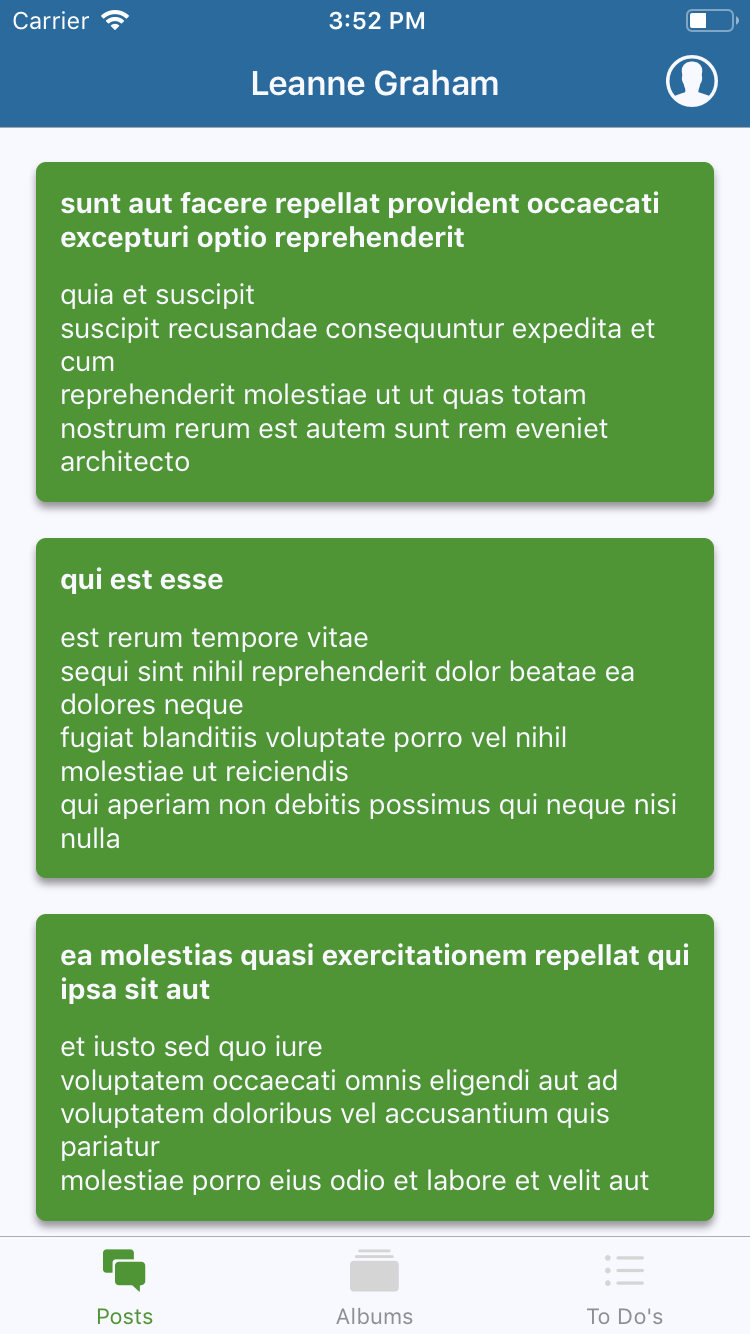 Carrier 3:52 PM
Leanne Graham
sunt aut facere repellat provident occaecati
excepturi optio reprehenderit
quia et suscipit
suscipit recusandae consequuntur expedita et
cum
reprehenderit molestiae ut ut quas totam
nostrum rerum est autem sunt rem eveniet
architecto
qui est esse
est rerum tempore vitae
sequi sint nihil reprehenderit dolor beatae ea
dolores neque
fugiat blanditiis voluptate porro vel nihil
molestiae ut reiciendis
qui aperiam non debitis possimus qui neque nisi
nulla
ea molestias quasi exercitationem repellat qui
ipsa sit aut
et iusto sed quo iure
voluptatem occaecati omnis eligendi aut ad
voluptatem doloribus vel accusantium quis
pariatur
molestiae porro eius odio et labore et velit aut
Posts Albums To Do's